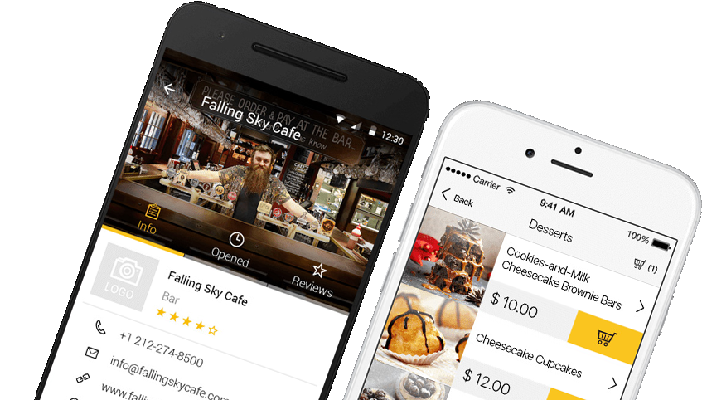 PLEASE ORDER & PAY AT THE BAR.
Falling Sky Cafe
12:30
KNOW
Info
Opened
Reviews
LOGO
Falling Sky Cafe
Bar
+1 212-274-8500
info@fallingskycafe.com
www.fallingskycafe
Carrier
9:41 AM
100%
Back
Desserts
(1)
Cookies-and-Milk
Cheesecake Brownie Bars
$10.00
Cheesecake Cupcakes
$12.00